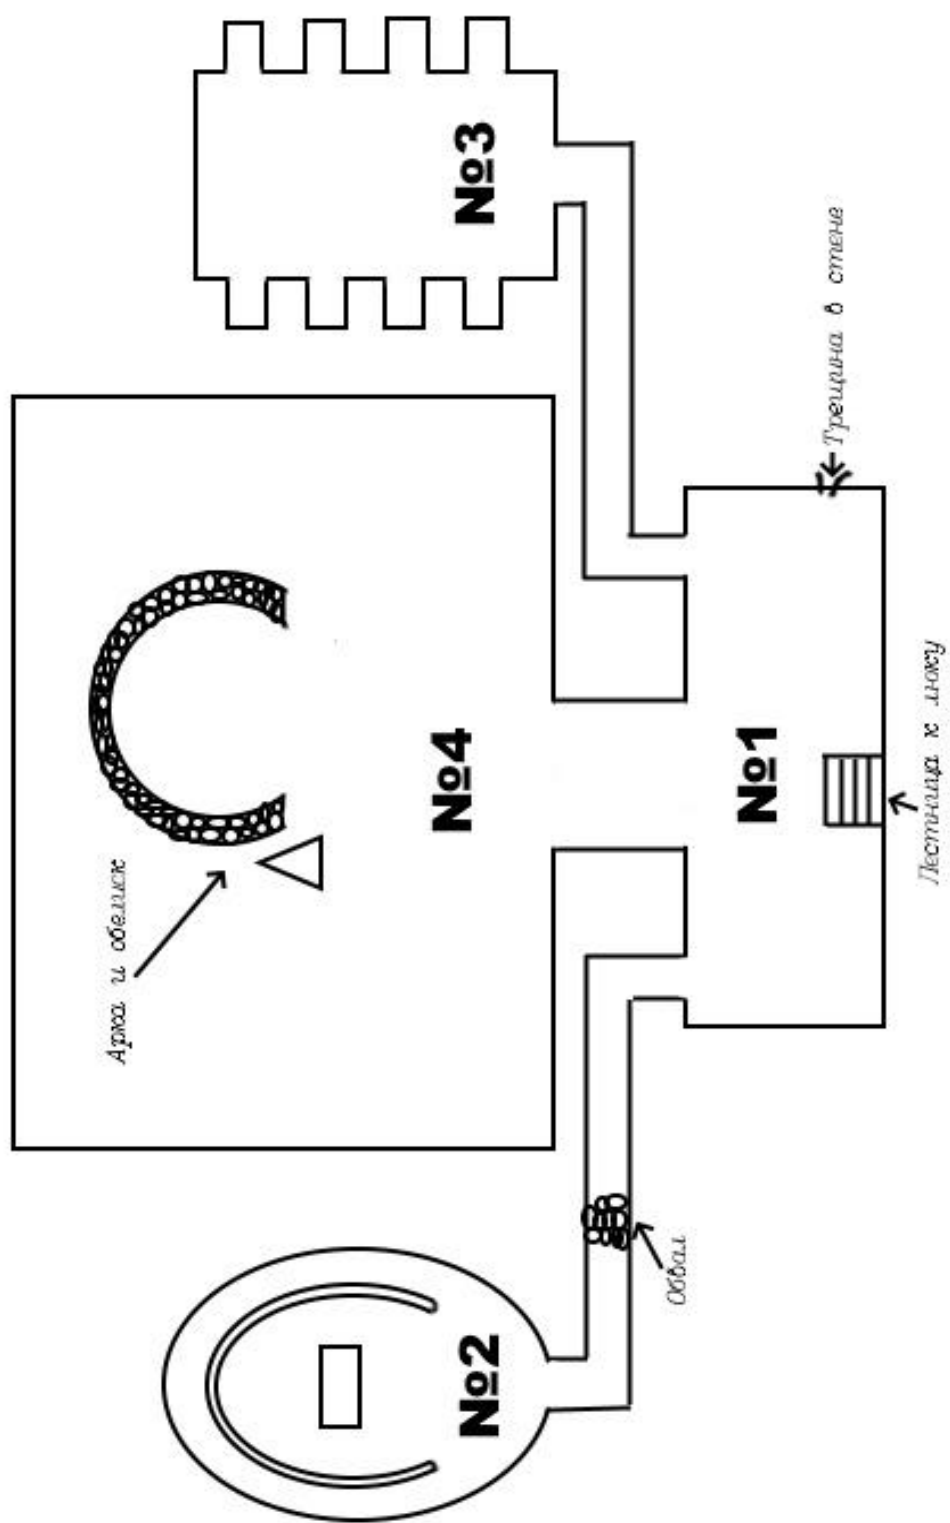 Арка и обелиск
№4
№2
№3
Обвал
№1
Трещина в стене
Лестница к люку